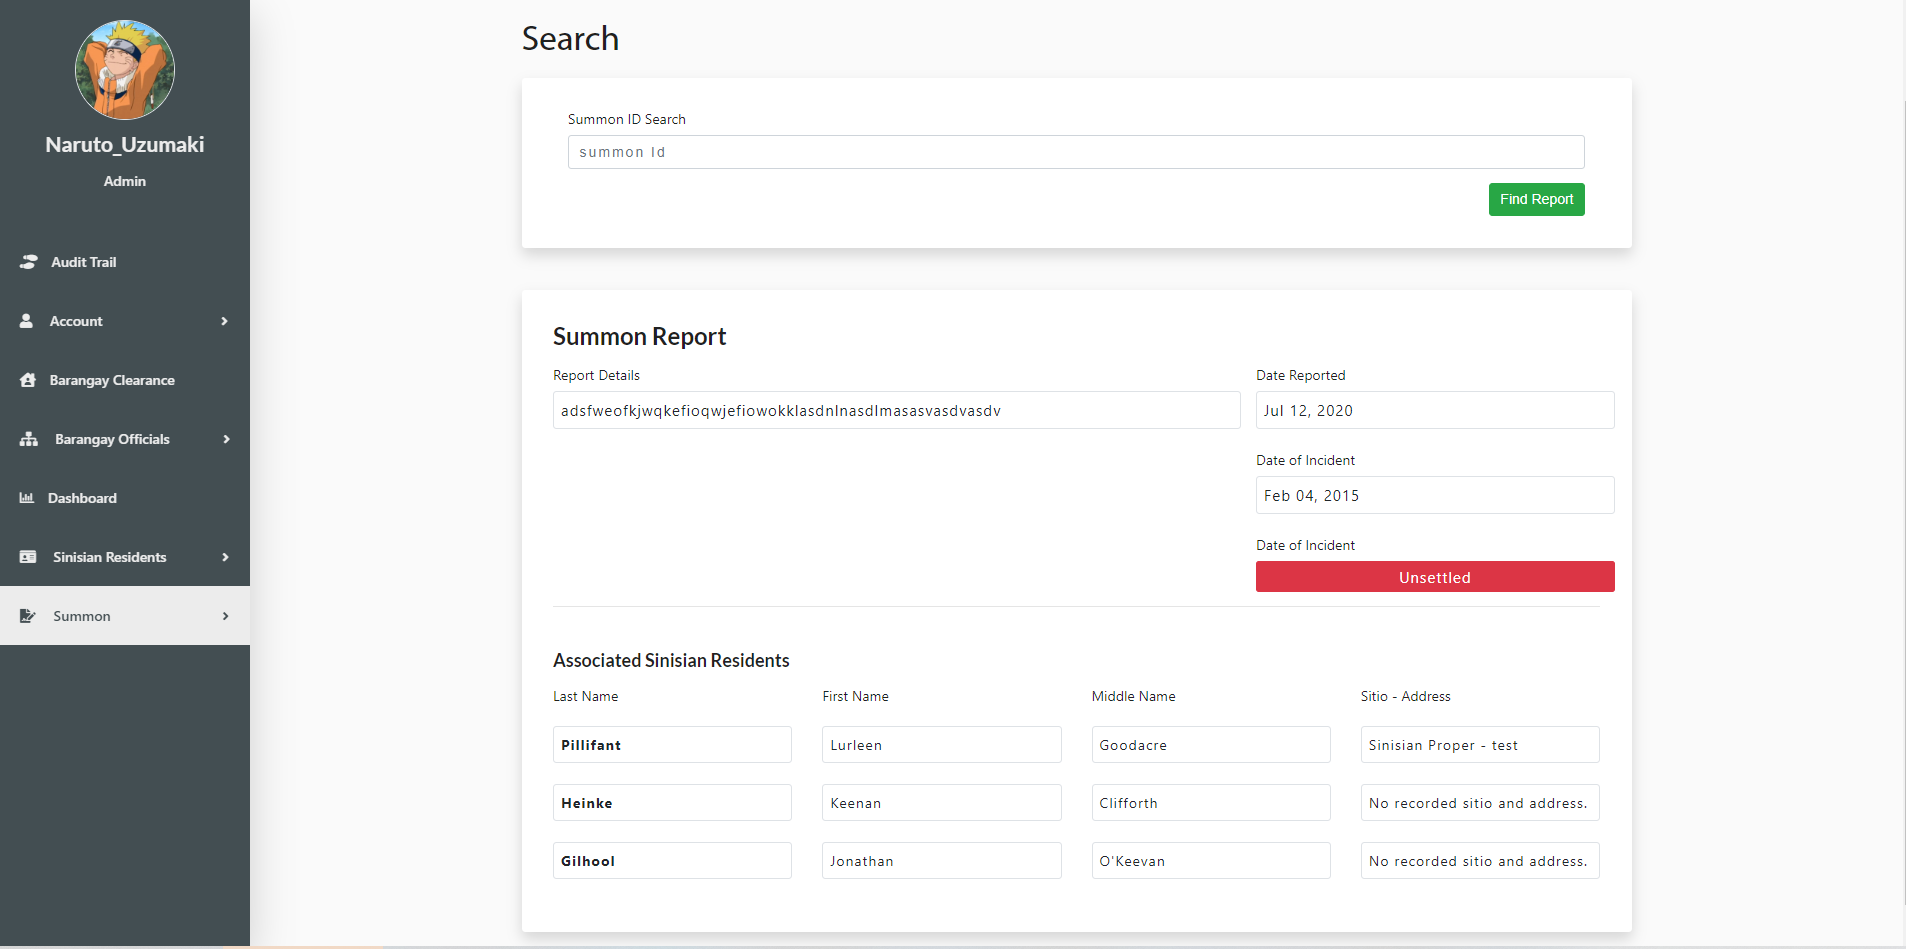 Naruto_Uzumaki
Admin
Audit Trail
Account
Barangay Clearance
Barangay Officials
Dashboard
Sinisian Residents
Summon
Search
Summon ID Search
summon Id
Find Report
Summon Report
Report Details
adsfweofkjwqkefioqwjefiowokklasdnlnasdlmasasvasdvasdv
Date Reported
Jul 12, 2020
Date of Incident
Feb 04, 2015
Date of Incident
Unsettled
Associated Sinisian Residents
Last Name First Name Middle Name Sitio - Address
Pillifant Lurleen Goodacre Sinisian Proper - test
Heinke Keenan Clifforth No recorded sitio and address.
Gilhool Jonathan O'Keevan No recorded sitio and address.